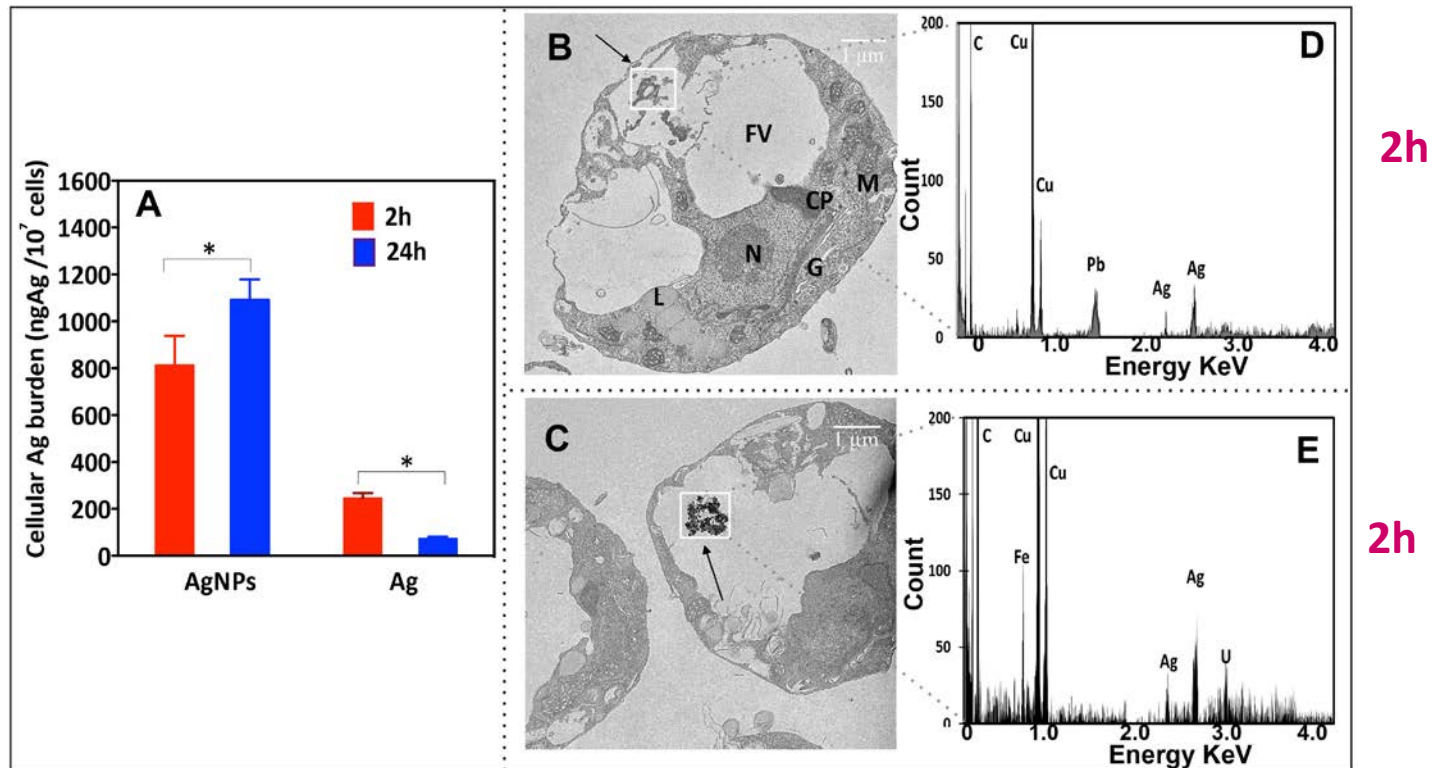 A
Cellular Ag burden (ngAg /10⁷ cells)
1600
1400
1200
1000
800
600
400
200
0
2h
24h
*
*
AgNPs
Ag
B
1 µm
FV
M
CP
N
G
L
D
Count
200
150
100
50
0
C
Cu
Cu
Pb
Ag
Ag
0 1.0 2.0 3.0 4.0
Energy KeV
2h
C
1 µm
E
Count
200
150
100
50
0
C
Cu
Cu
Fe
Ag
Ag
U
0 1.0 2.0 3.0 4.0
Energy KeV
2h